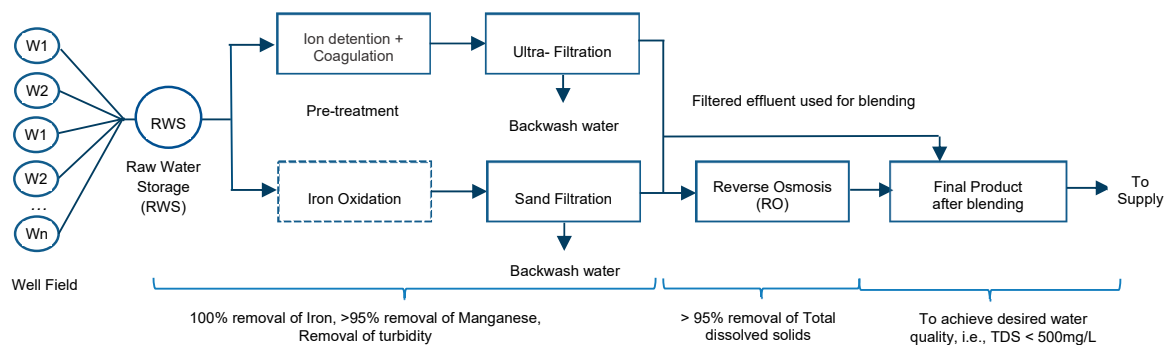 W1
W2
W1
W2
...
Wn
Well Field
RWS
Raw Water
Storage
(RWS)
Ion detention +
Coagulation
Pre-treatment
Iron Oxidation
Ultra- Filtration
Backwash water
Sand Filtration
Backwash water
Filtered effluent used for blending
Reverse Osmosis
(RO)
Final Product
after blending
To
Supply
100% removal of Iron, >95% removal of Manganese,
Removal of turbidity
> 95% removal of Total
dissolved solids
To achieve desired water
quality, i.e., TDS < 500mg/L